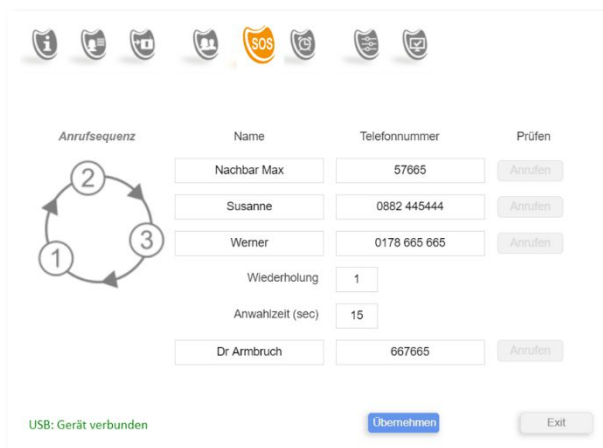 SOS
Anrufsequenz Name Telefonnummer Prüfen
Nachbar Max 57665 Anrufen
2
Susanne 0882 445444 Anrufen
Werner 0178 665 665 Anrufen
3
1
Wiederholung 1
Anwahlzeit (sec) 15
Dr Armbruch 667665 Anrufen
USB: Gerät verbunden Übernehmen Exit